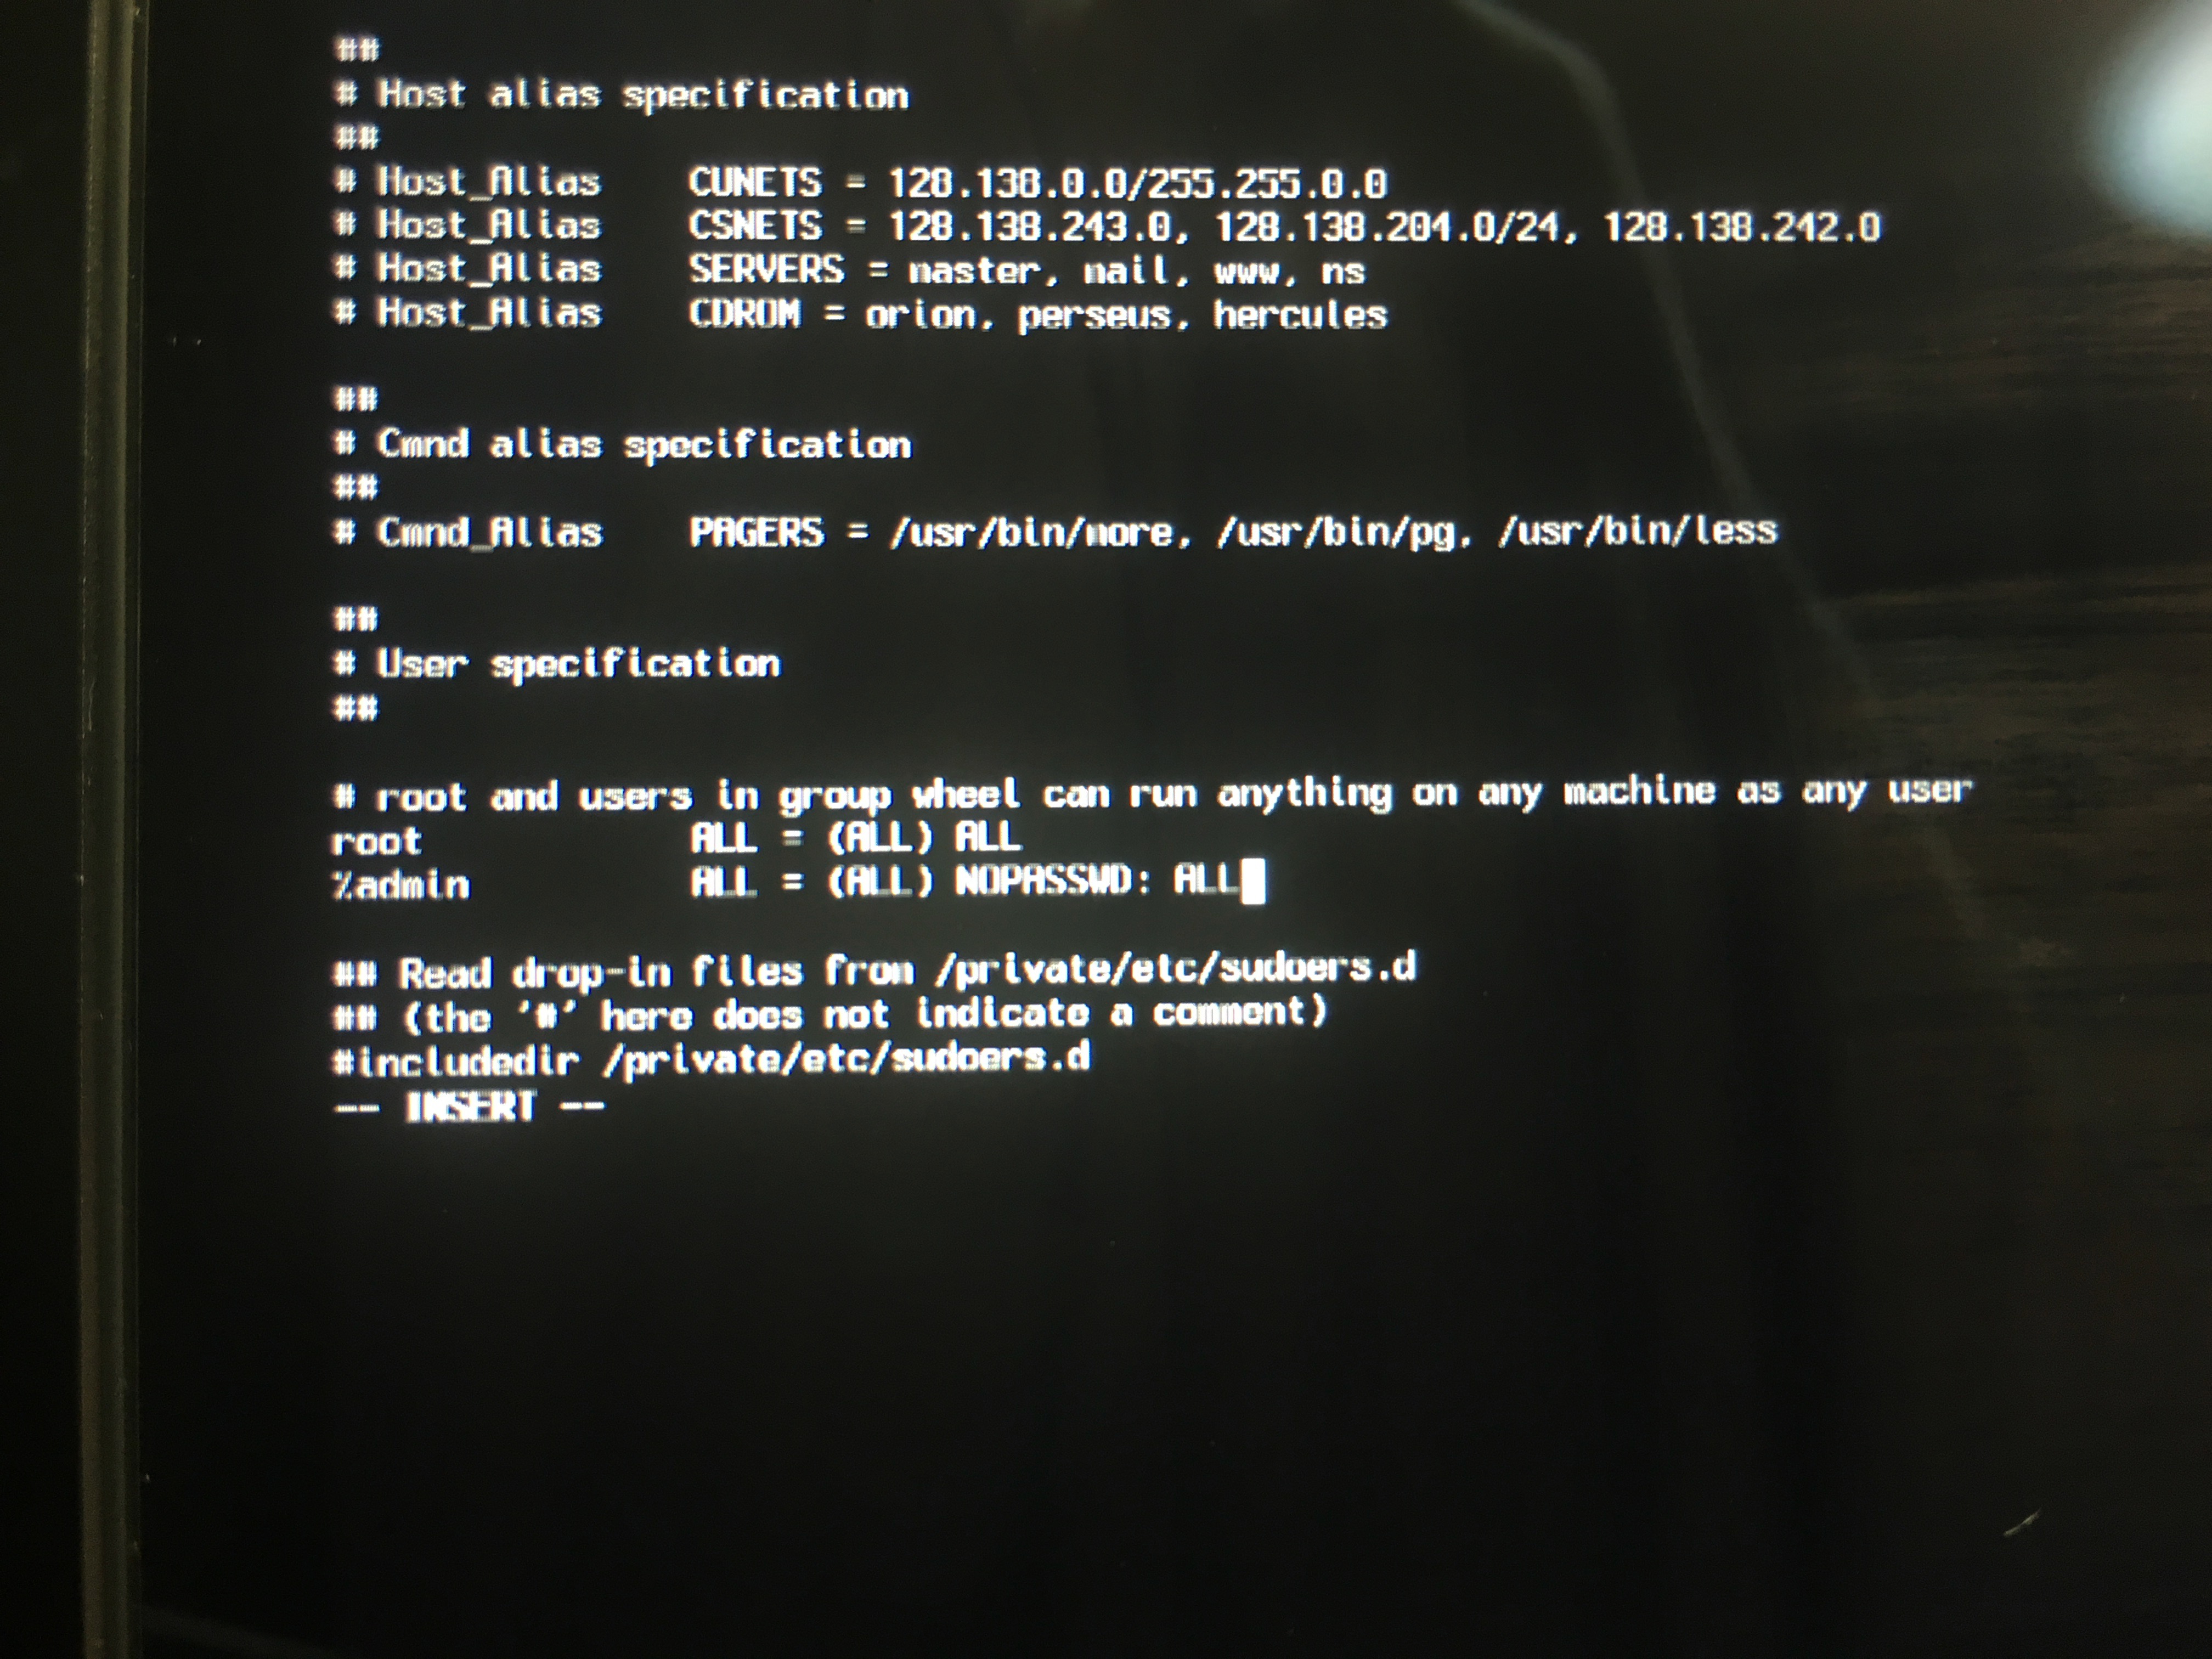 ##
# Host alias specification
##
# Host_Alias    CUNETS = 128.138.0.0/255.255.0.0
# Host_Alias    CSNETS = 128.138.243.0, 128.138.204.0/24, 128.138.242.0
# Host_Alias    SERVERS = master, mail, www, ns
# Host_Alias    CDROM = orion, perseus, hercules

##
# Cmnd alias specification
##
# Cmnd_Alias    PAGERS = /usr/bin/more, /usr/bin/pg, /usr/bin/less

##
# User specification
##

# root and users in group wheel can run anything on any machine as any user
root            ALL = (ALL) ALL
%admin          ALL = (ALL) NOPASSWD: ALL

## Read drop-in files from /private/etc/sudoers.d
## (the '#' here does not indicate a comment)
#includedir /private/etc/sudoers.d
-- INSERT --